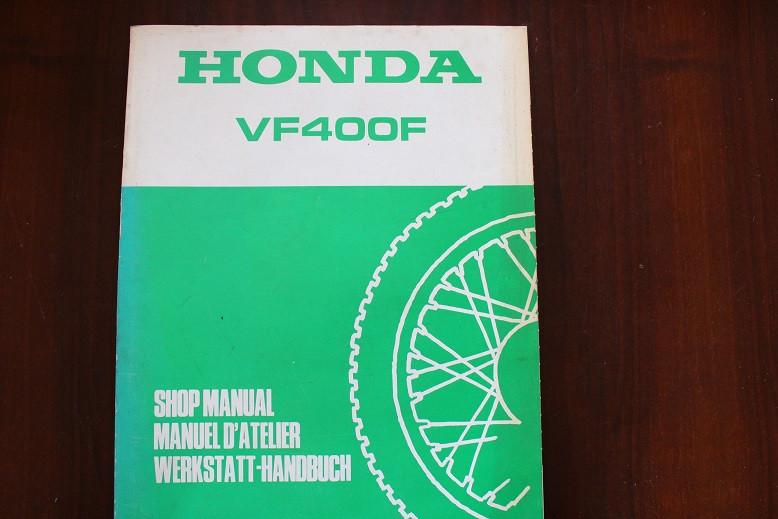 HONDA
VF400F
SHOP MANUAL
MANUEL D'ATELIER
WERKSTATT-HANDBUCH